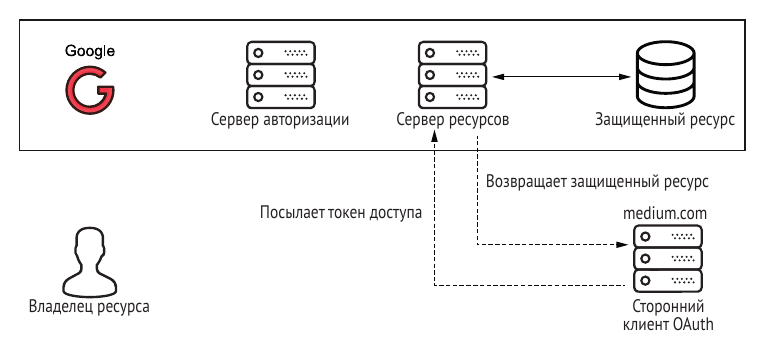 Google
Сервер авторизации
Сервер ресурсов
Защищенный ресурс
Возвращает защищенный ресурс
Посылает токен доступа
medium.com
Владелец ресурса
Сторонний
клиент OAuth